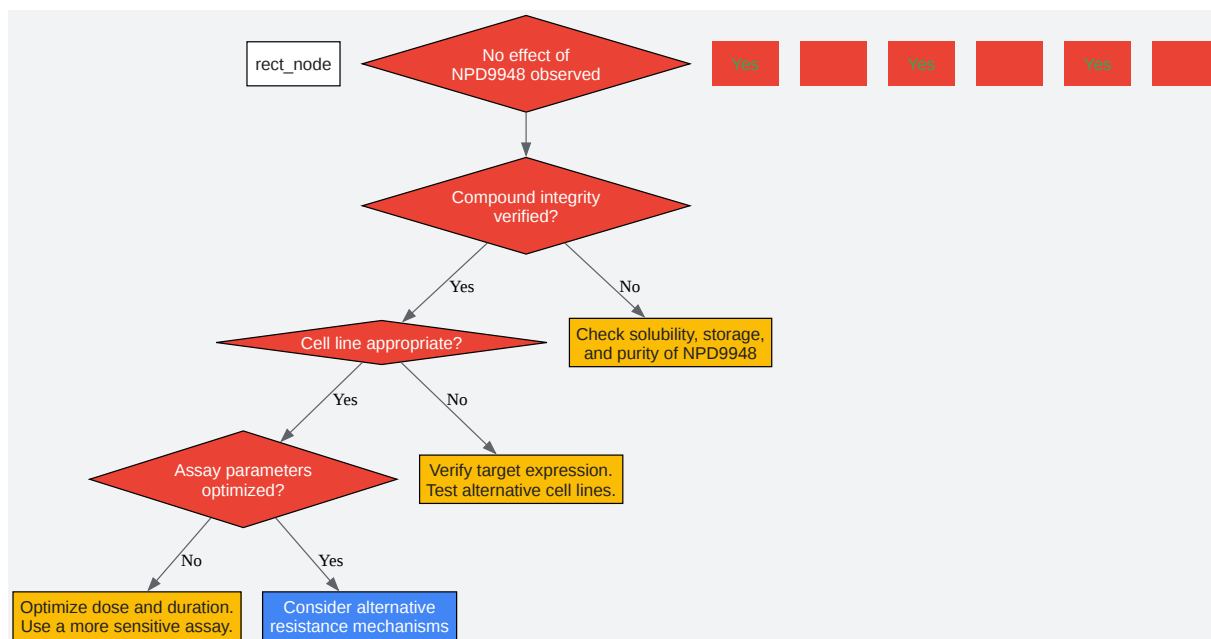 rect_node
No effect of
NPD9948 observed
Yes
Yes
Yes
Compound integrity
verified?
Yes
No
Cell line appropriate?
Check solubility, storage,
and purity of NPD9948
Yes
No
Assay parameters
optimized?
Verify target expression.
Test alternative cell lines.
No
Yes
Optimize dose and duration.
Use a more sensitive assay.
Consider alternative
resistance mechanisms